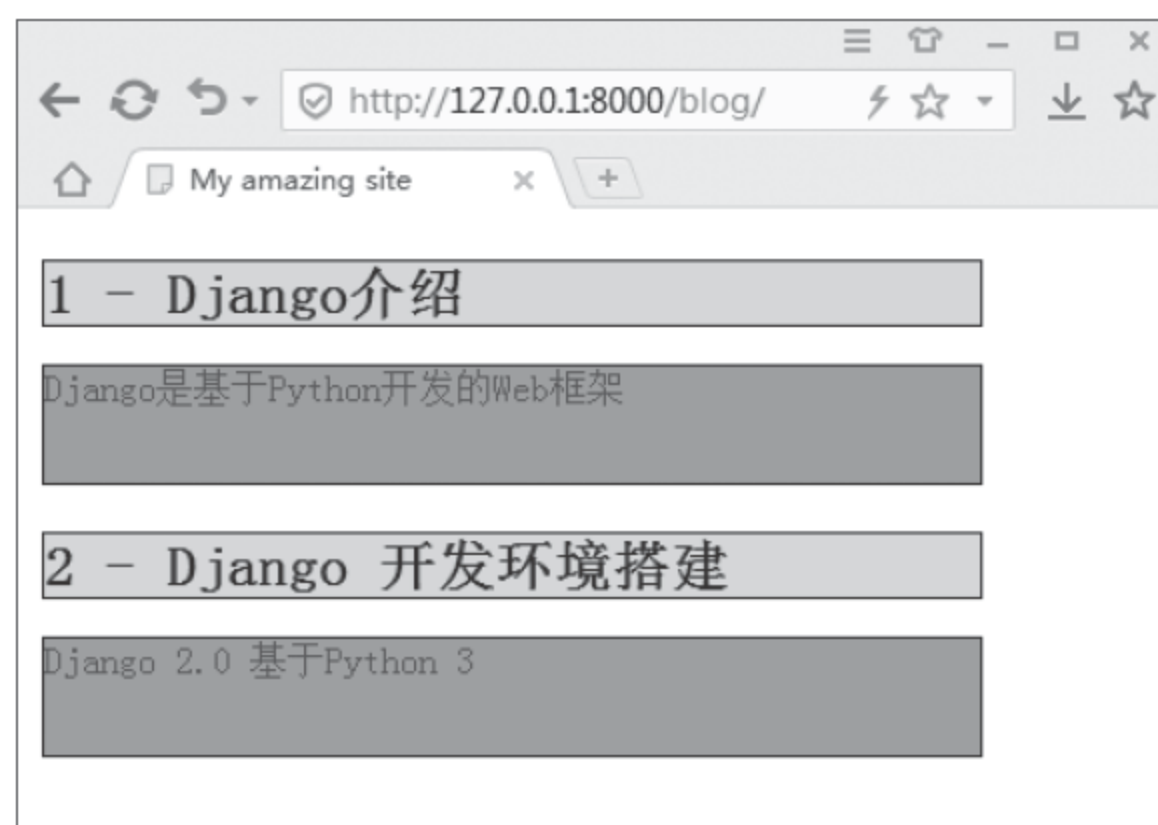 http://127.0.0.1:8000/blog/
My amazing site
1 - Django介绍
Django是基于Python开发的Web框架
2 - Django 开发环境搭建
Django 2.0 基于Python 3